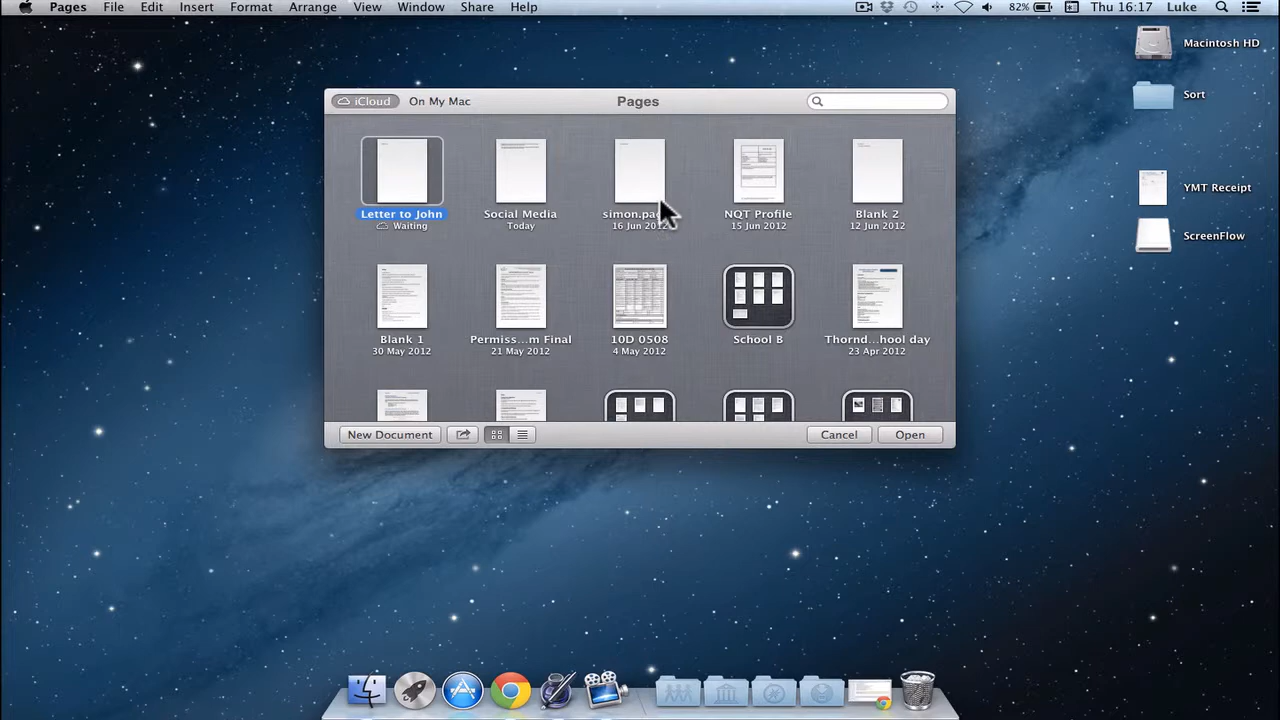 Pages File Edit Insert Format Arrange View Window Share Help 82% Thu 16:17 Luke
Macintosh HD
Sort
YMT Receipt
ScreenFlow
iCloud On My Mac Pages
Letter to John Social Media NQT Profile Blank 2
Waiting Today 16 Jun 2012 15 Jun 2012 12 Jun 2012
Blank 1 Permiss...m Final 10D 0508 School B Thornd...hool day
30 May 2012 21 May 2012 4 May 2012 23 Apr 2012
New Document Cancel Open